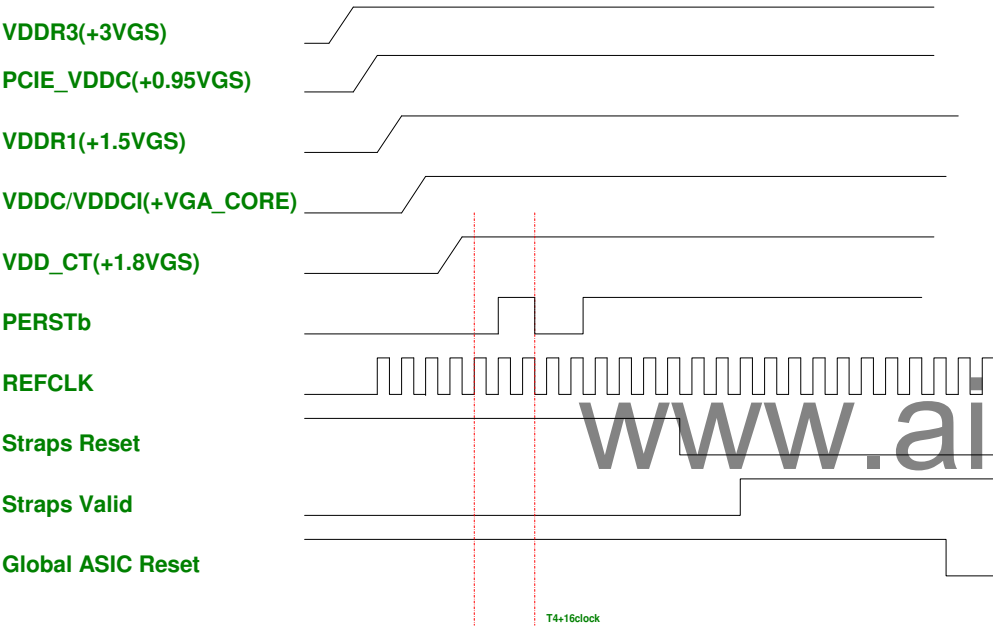 VDDR3(+3VGS)
PCIE_VDDC(+0.95VGS)
VDDR1(+1.5VGS)
VDDC/VDDCI(+VGA_CORE)
VDD_CT(+1.8VGS)
PERSTb
REFCLK
www.ai
Straps Reset
Straps Valid
Global ASIC Reset
T4+16clock